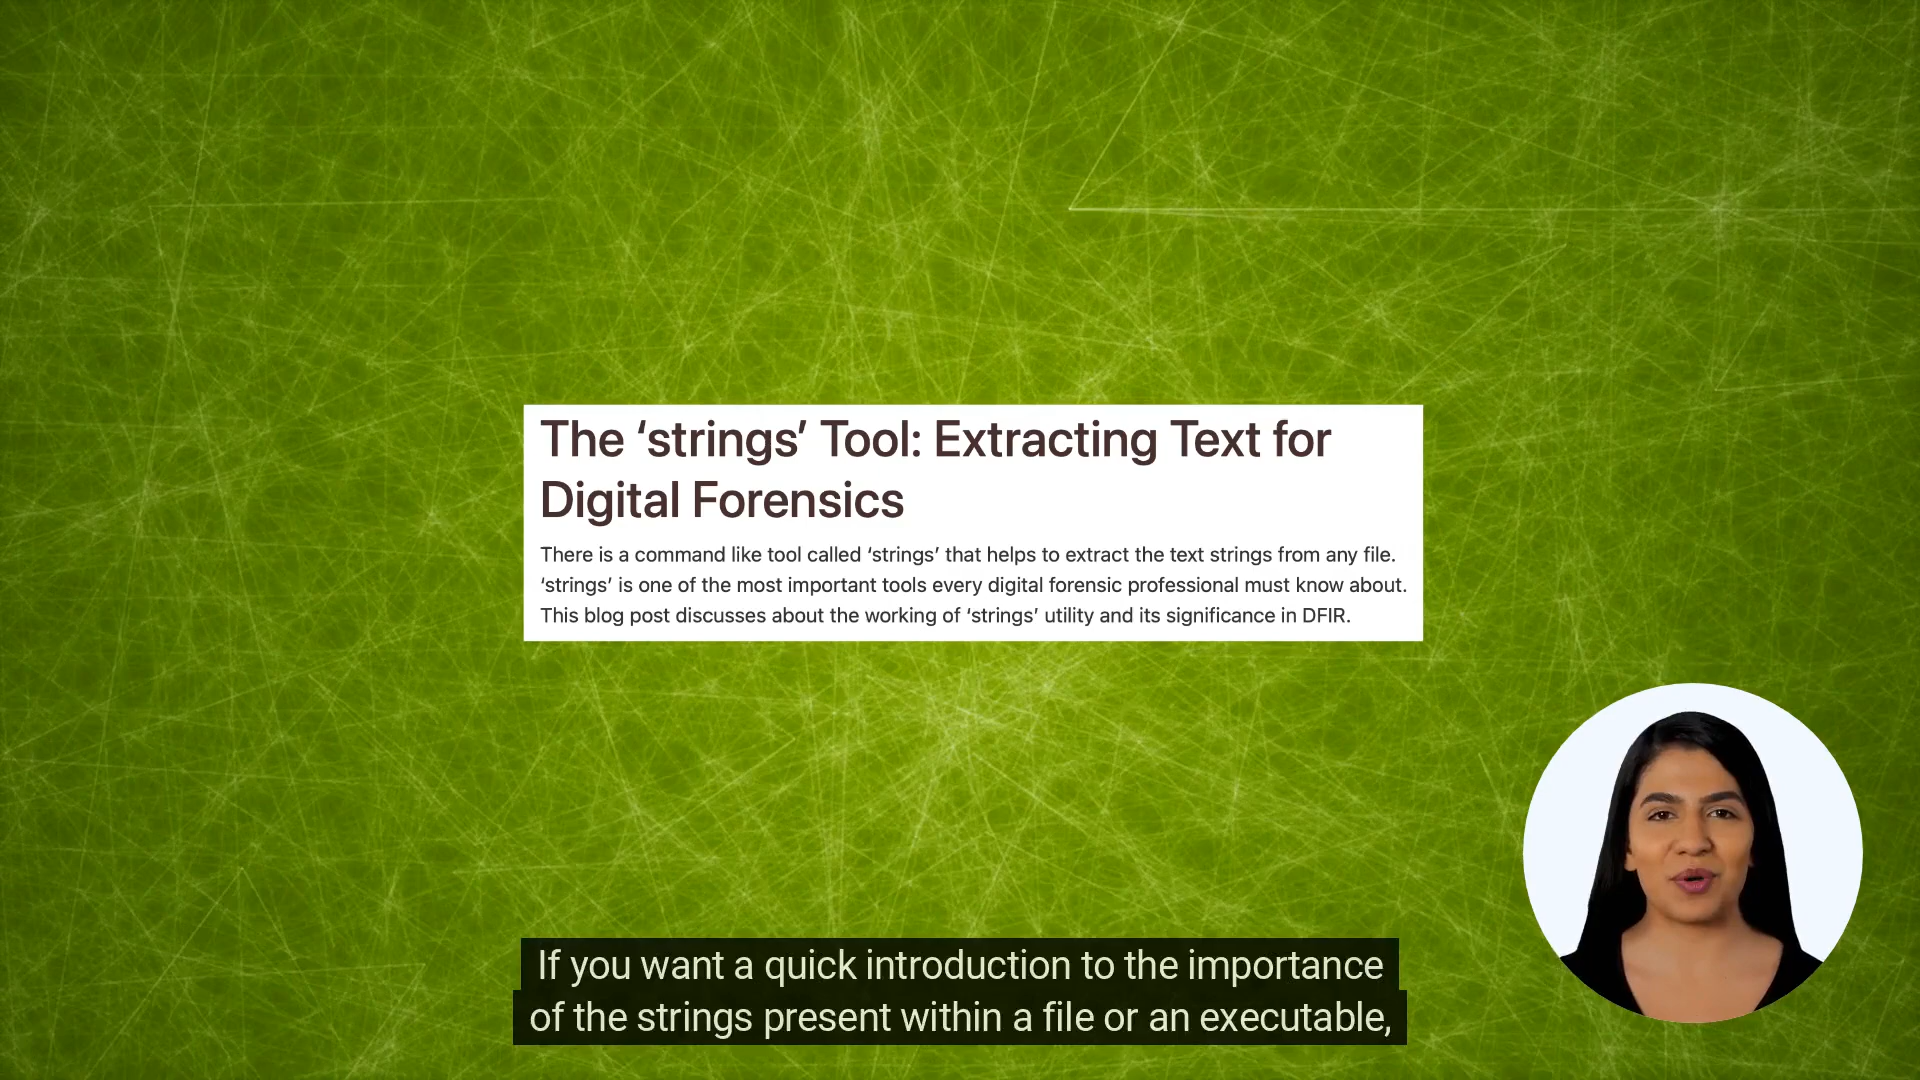 The ‘strings’ Tool: Extracting Text for
Digital Forensics
There is a command like tool called ‘strings’ that helps to extract the text strings from any file.
‘strings’ is one of the most important tools every digital forensic professional must know about.
This blog post discusses about the working of ‘strings’ utility and its significance in DFIR.
If you want a quick introduction to the importance
of the strings present within a file or an executable,